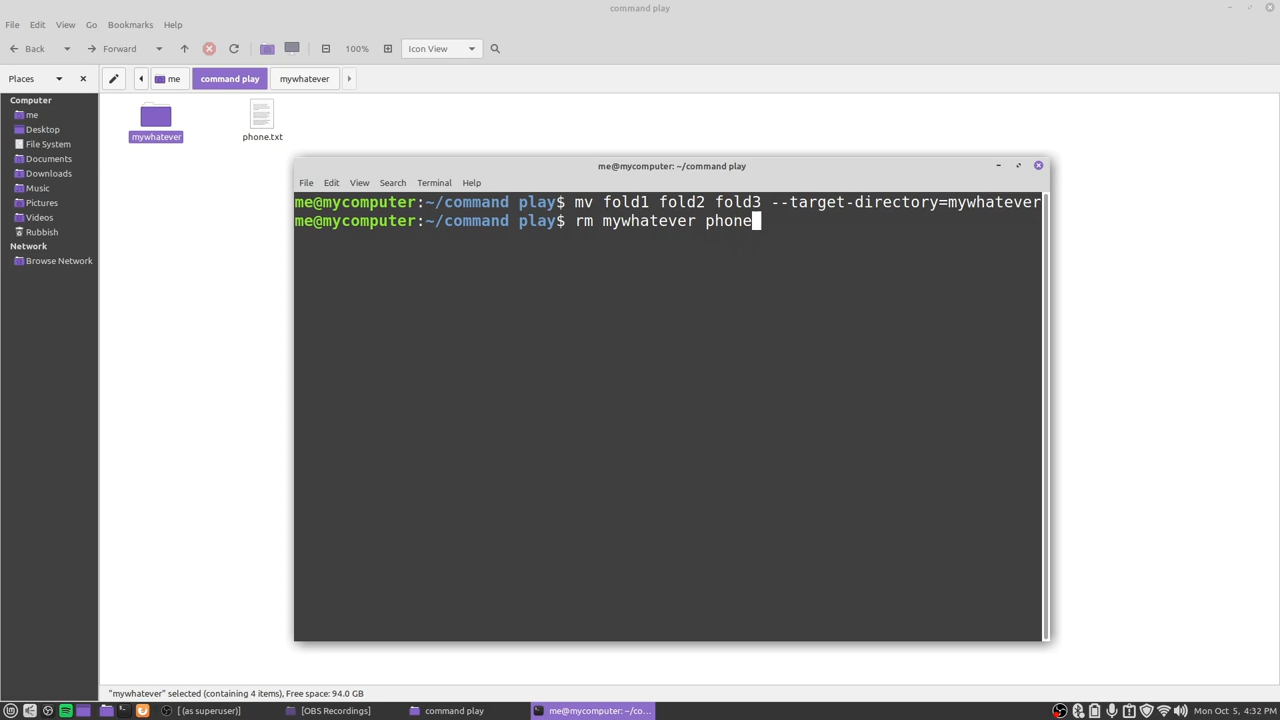 command play
File Edit View Go Bookmarks Help
Back Forward 100% Icon View
Places me command play mywhatever
Computer
me
Desktop
File System
Documents
Downloads
Music
Pictures
Videos
Rubbish
Network
Browse Network
mywhatever phone.txt
me@mycomputer: ~/command play
File Edit View Search Terminal Help
me@mycomputer:~/command play$ mv fold1 fold2 fold3 --target-directory=mywhatever
me@mycomputer:~/command play$ rm mywhatever phone
"mywhatever" selected (containing 4 items), Free space: 94.0 GB
[ (as superuser)] [OBS Recordings] command play me@mycomputer: ~/co... Mon Oct 5, 4:32 PM